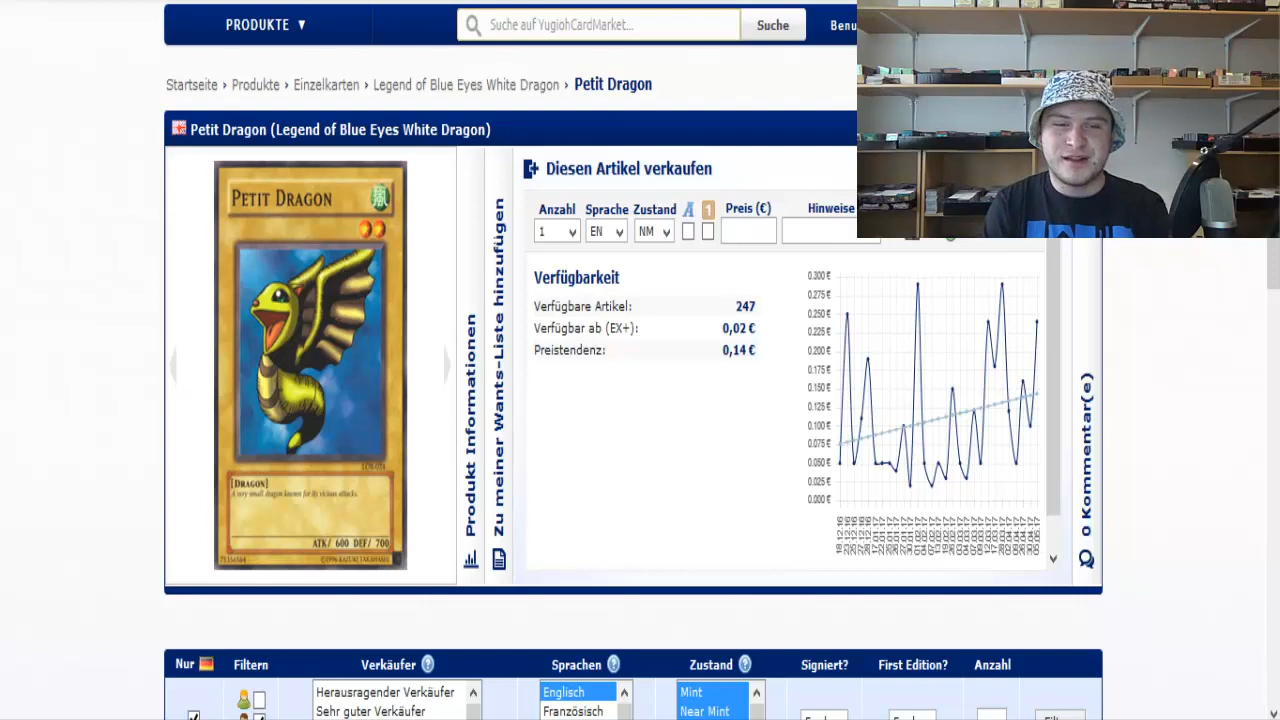 PRODUKTE ▼
Suche auf YugiohCardMarket...
Suche
Benu
Startseite › Produkte › Einzelkarten › Legend of Blue Eyes White Dragon › Petit Dragon
Petit Dragon (Legend of Blue Eyes White Dragon)
PETIT DRAGON
[DRAGON]
A very small dragon known for its vicious attacks.
ATK/ 600 DEF/ 700
Produkt Informationen
Zu meiner Wants-Liste hinzufügen
Diesen Artikel verkaufen
Anzahl Sprache Zustand A 1 Preis (€) Hinweise
1 EN NM
Verfügbarkeit
Verfügbare Artikel: 247
Verfügbar ab (EX+): 0,02 €
Preistendenz: 0,14 €
0.300 €
0.275 €
0.250 €
0.225 €
0.200 €
0.175 €
0.150 €
0.125 €
0.100 €
0.075 €
0.050 €
0.025 €
0.000 €
0 Kommentar(e)
Nur Filtern Verkäufer ? Sprachen ? Zustand ? Signiert? First Edition? Anzahl
Herausragender Verkäufer Englisch Mint
Sehr guter Verkäufer Französisch Near Mint